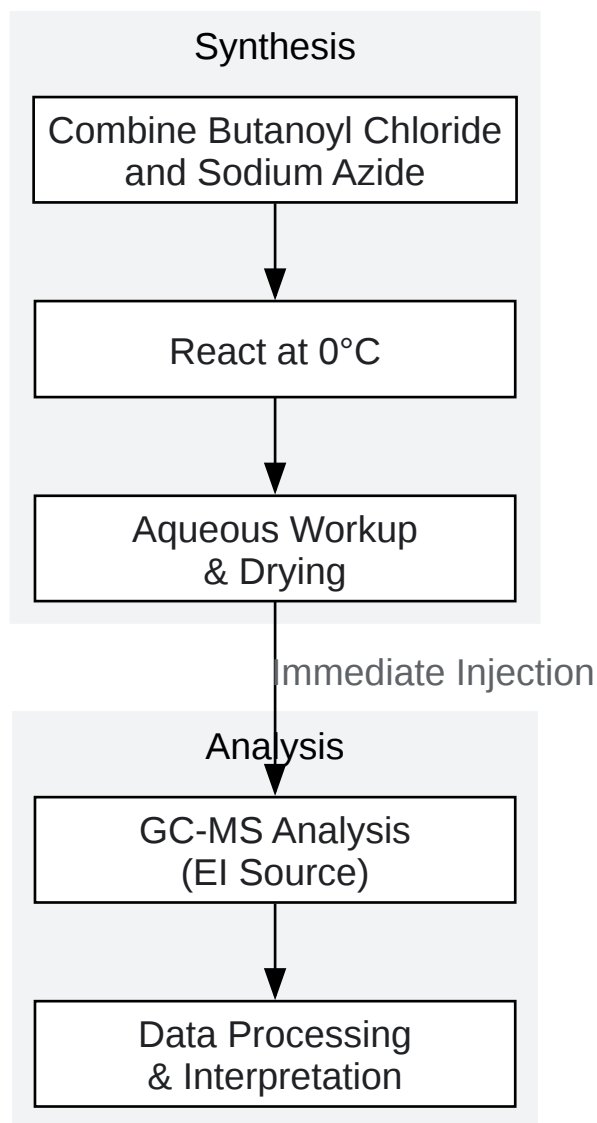 Synthesis
Combine Butanoyl Chloride
and Sodium Azide
React at 0°C
Aqueous Workup
& Drying
Immediate Injection
Analysis
GC-MS Analysis
(EI Source)
Data Processing
& Interpretation